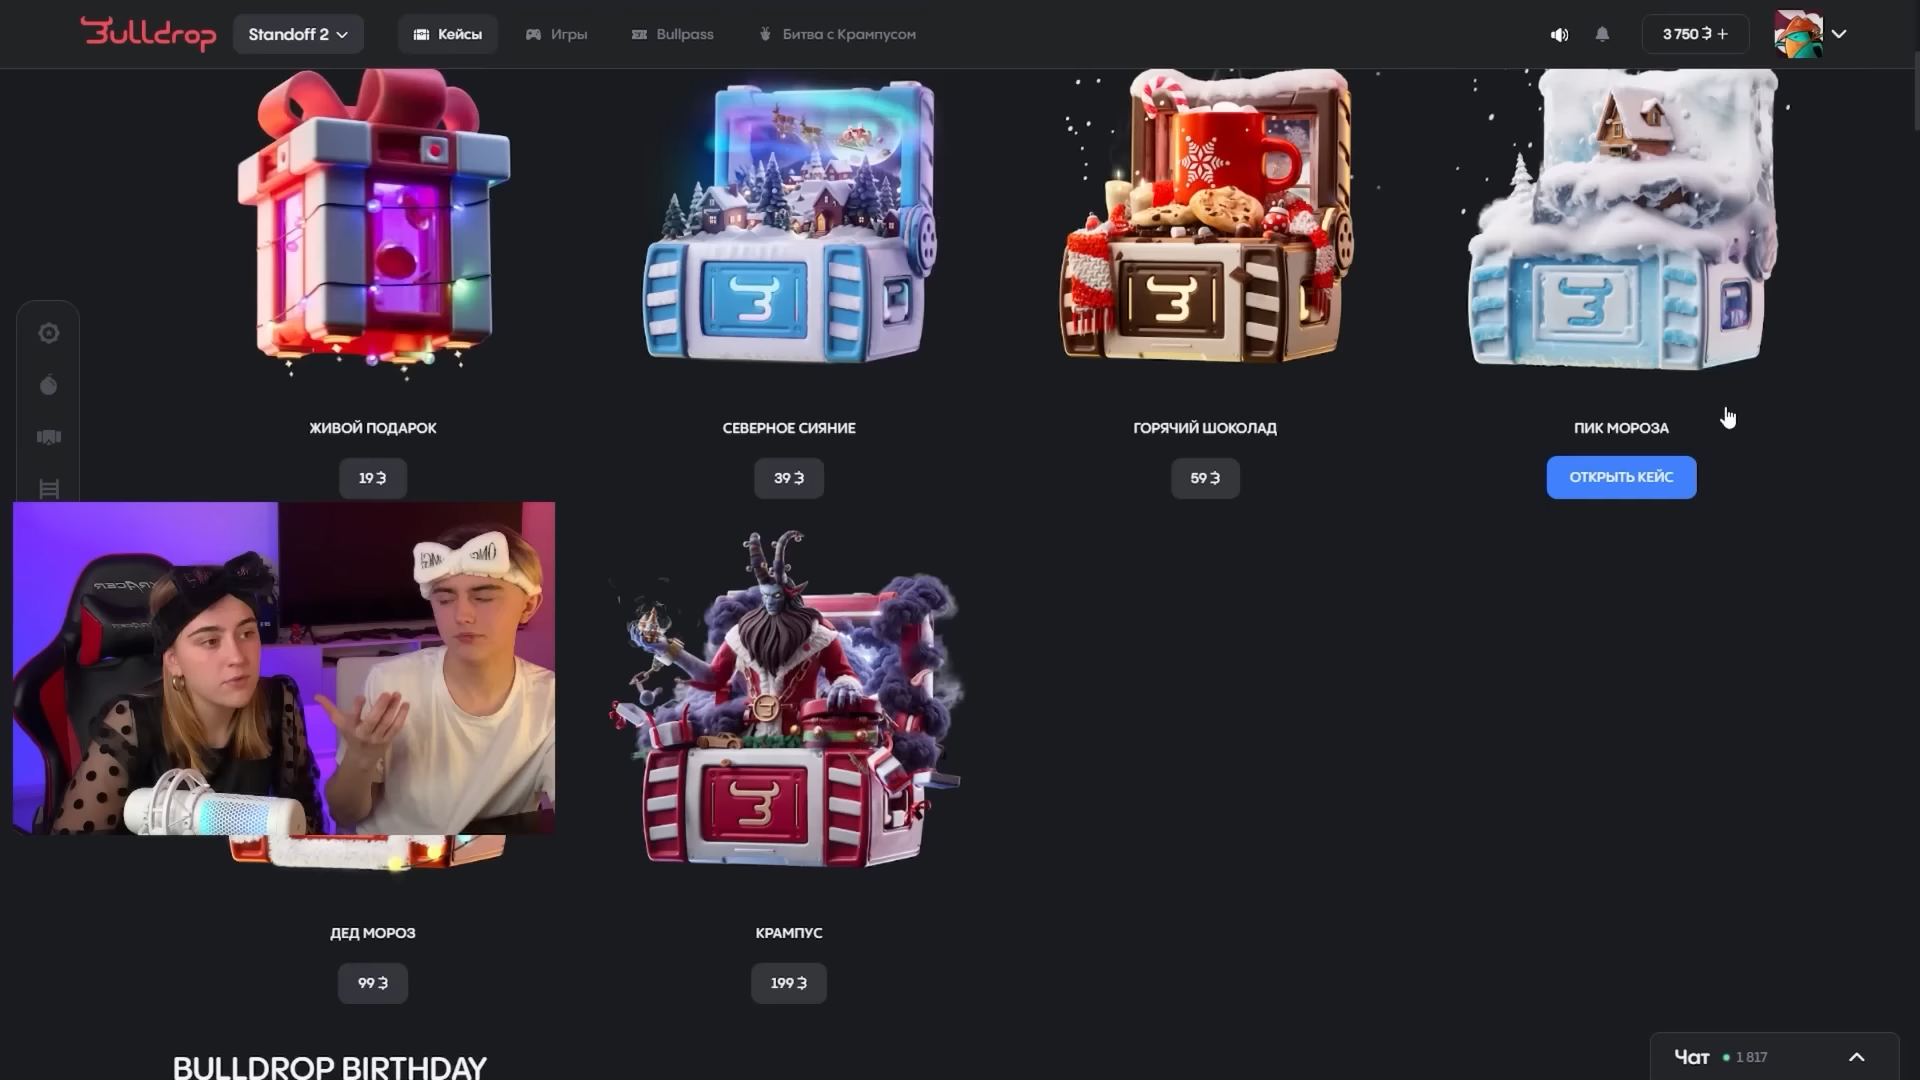 Bulldrop
Standoff 2
Кейсы
Игры
Bullpass
Битва с Крампусом
3 750
ЖИВОЙ ПОДАРОК
СЕВЕРНОЕ СИЯНИЕ
ГОРЯЧИЙ ШОКОЛАД
ПИК МОРОЗА
19
39
59
ОТКРЫТЬ КЕЙС
ДЕД МОРОЗ
КРАМПУС
99
199
BULLDROP BIRTHDAY
Чат
1 817